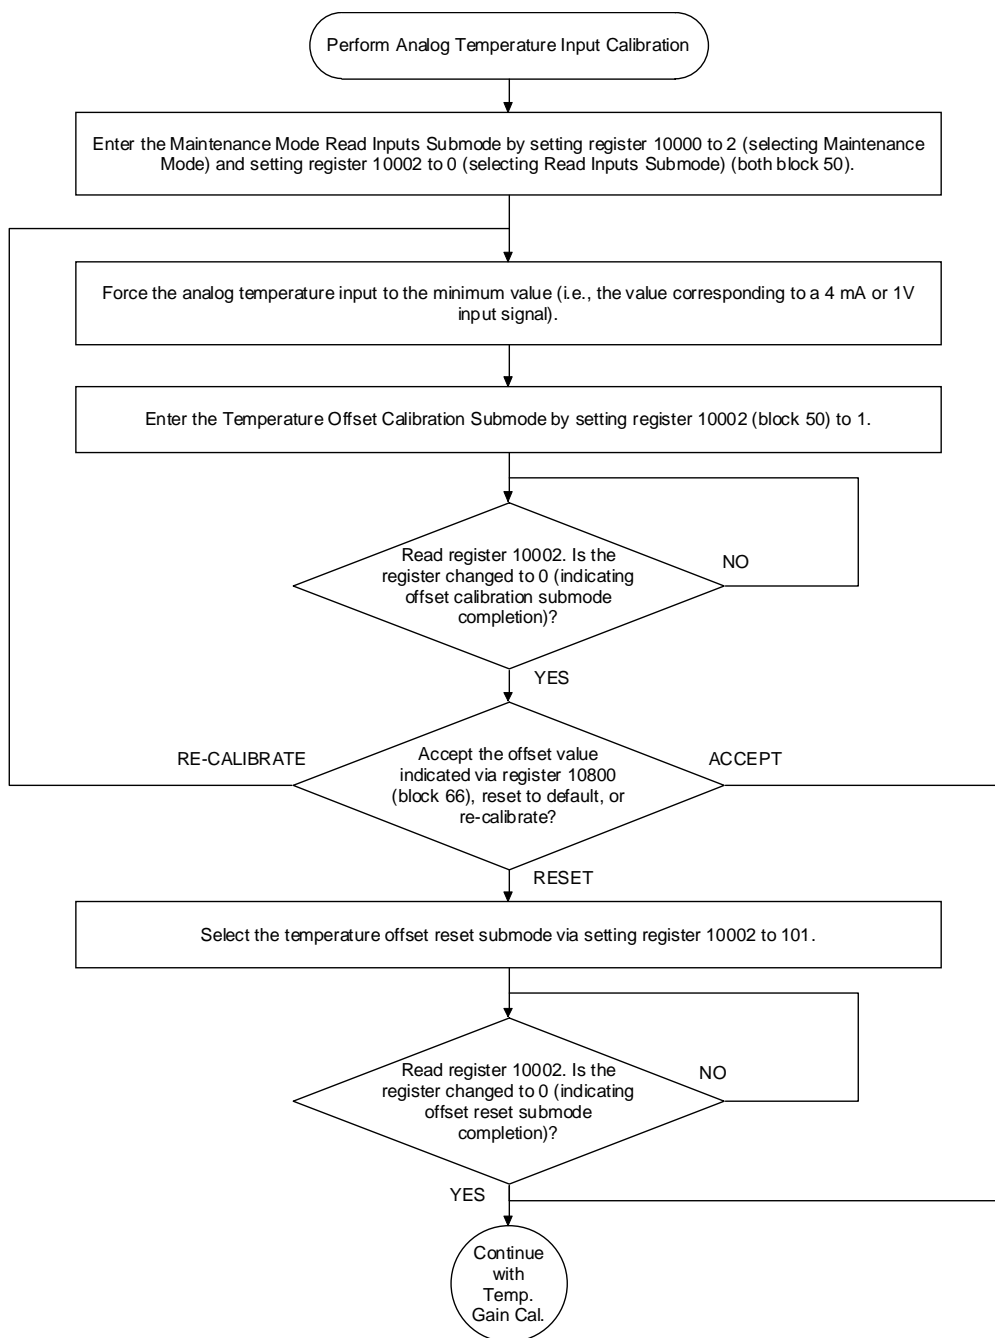 Perform Analog Temperature Input Calibration
Enter the Maintenance Mode Read Inputs Submode by setting register 10000 to 2 (selecting Maintenance
Mode) and setting register 10002 to 0 (selecting Read Inputs Submode) (both block 50).
Force the analog temperature input to the minimum value (i.e., the value corresponding to a 4 mA or 1V
input signal).
Enter the Temperature Offset Calibration Submode by setting register 10002 (block 50) to 1.
Read register 10002. Is the
register changed to 0 (indicating
offset calibration submode
completion)?
NO
YES
RE-CALIBRATE
Accept the offset value
indicated via register 10800
(block 66), reset to default, or
re-calibrate?
ACCEPT
RESET
Select the temperature offset reset submode via setting register 10002 to 101.
Read register 10002. Is the
register changed to 0 (indicating
offset reset submode
completion)?
NO
YES
Continue
with
Temp.
Gain Cal.